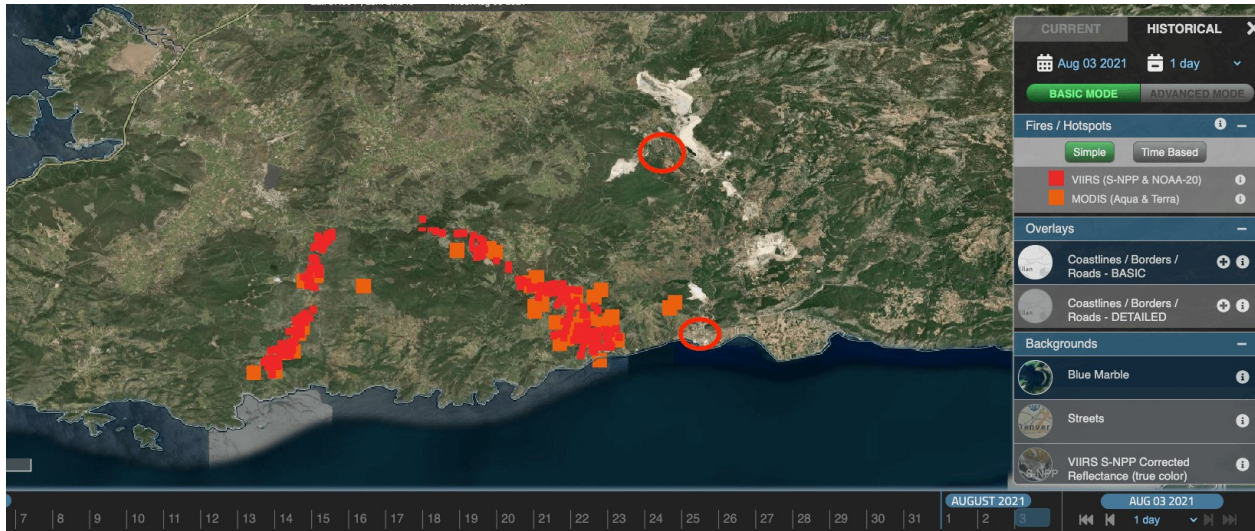 CURRENT HISTORICAL
Aug 03 2021 1 day
BASIC MODE ADVANCED MODE
Fires / Hotspots
Simple Time Based
VIIRS (S-NPP & NOAA-20)
MODIS (Aqua & Terra)
Overlays
Coastlines / Borders /
Roads - BASIC
Coastlines / Borders /
Roads - DETAILED
Backgrounds
Blue Marble
Streets
VIIRS S-NPP Corrected
Reflectance (true color)
AUGUST 2021 AUG 03 2021
7 8 9 10 11 12 13 14 15 16 17 18 19 20 21 22 23 24 25 26 27 28 29 30 31 1 2 3 1 day